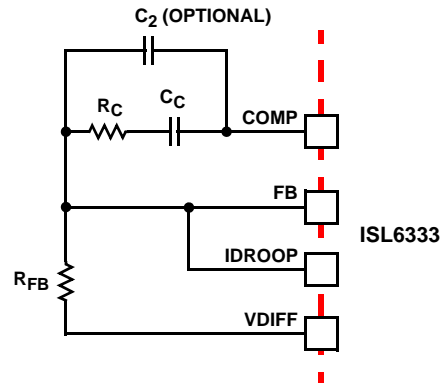 C2 (OPTIONAL)
RC
CC
COMP
FB
ISL6333
IDROOP
RFB
VDIFF